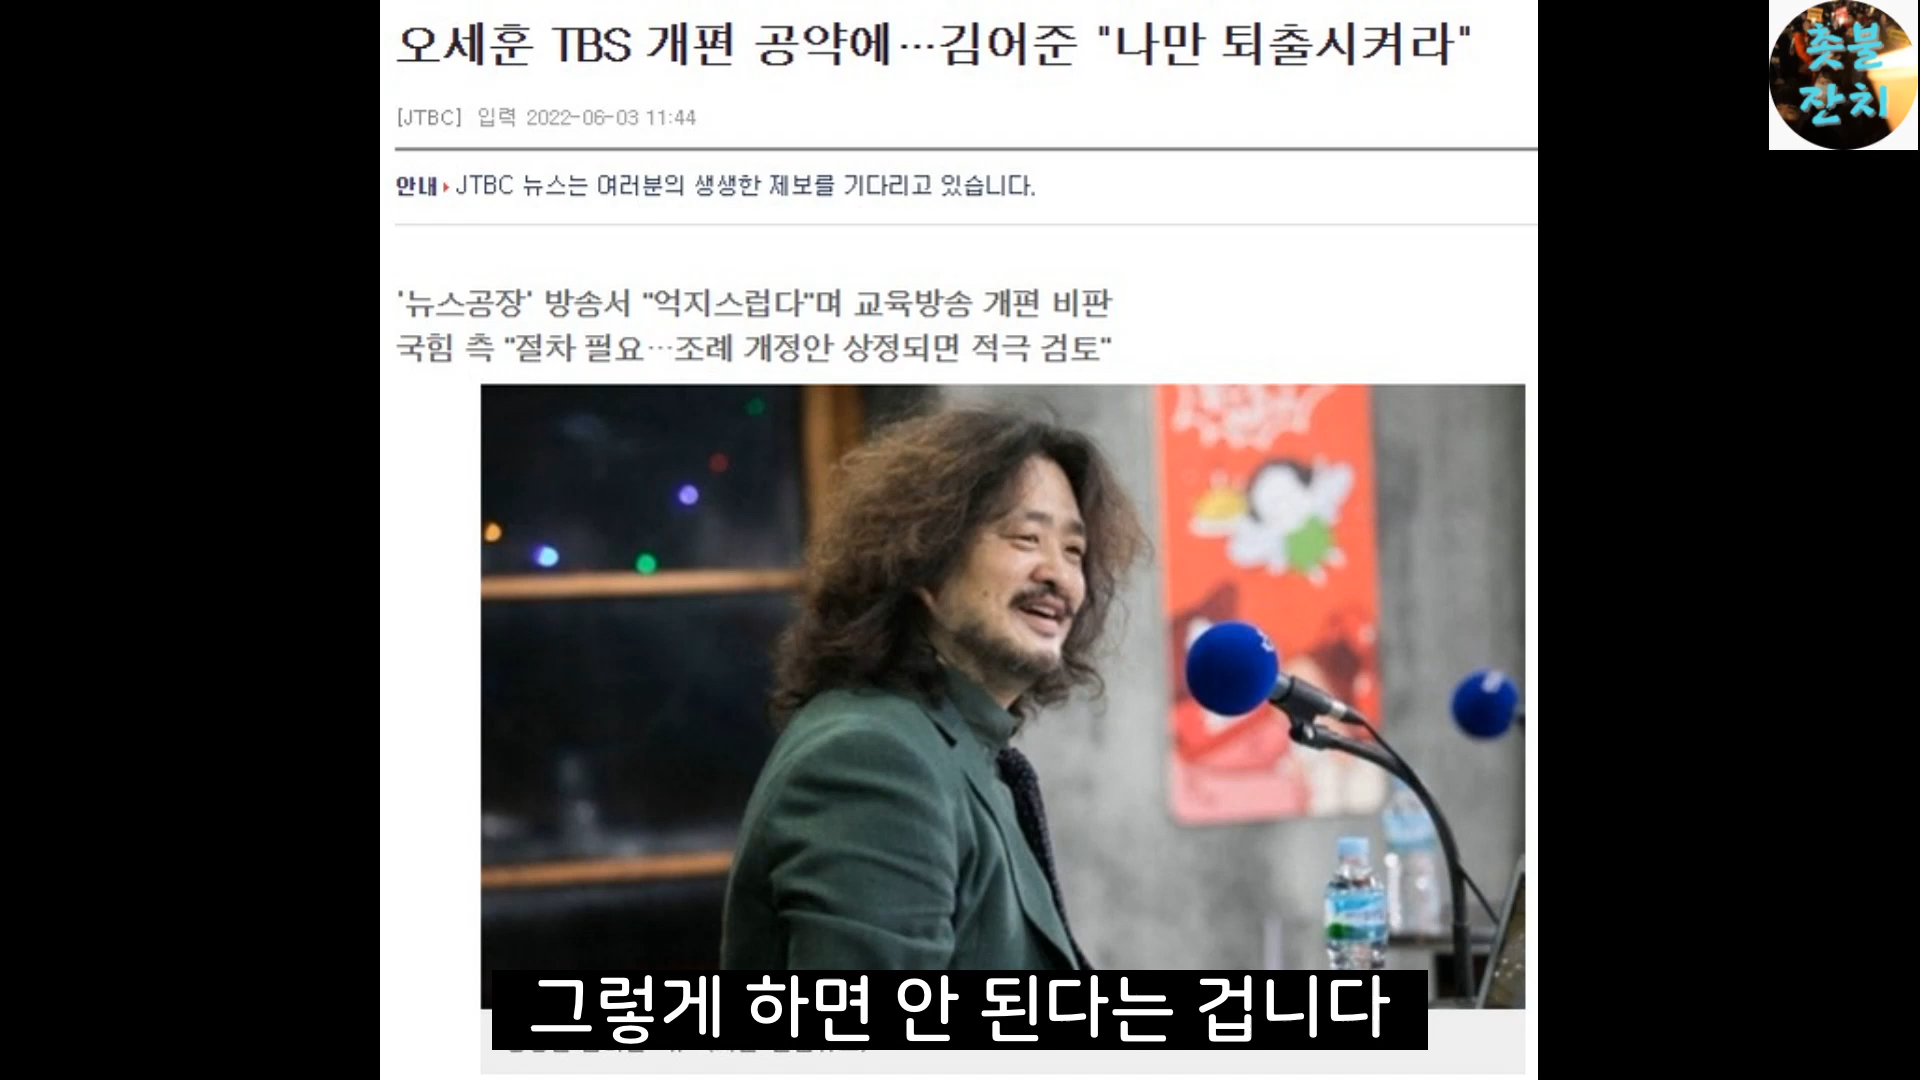 오세훈 TBS 개편 공약에…김어준 "나만 퇴출시켜라"
촛불
잔치
[JTBC] 입력 2022-06-03 11:44
안내 JTBC 뉴스는 여러분의 생생한 제보를 기다리고 있습니다.
'뉴스공장' 방송서 "억지스럽다"며 교육방송 개편 비판
국힘 측 "절차 필요…조례 개정안 상정되면 적극 검토"
그렇게 하면 안 된다는 겁니다